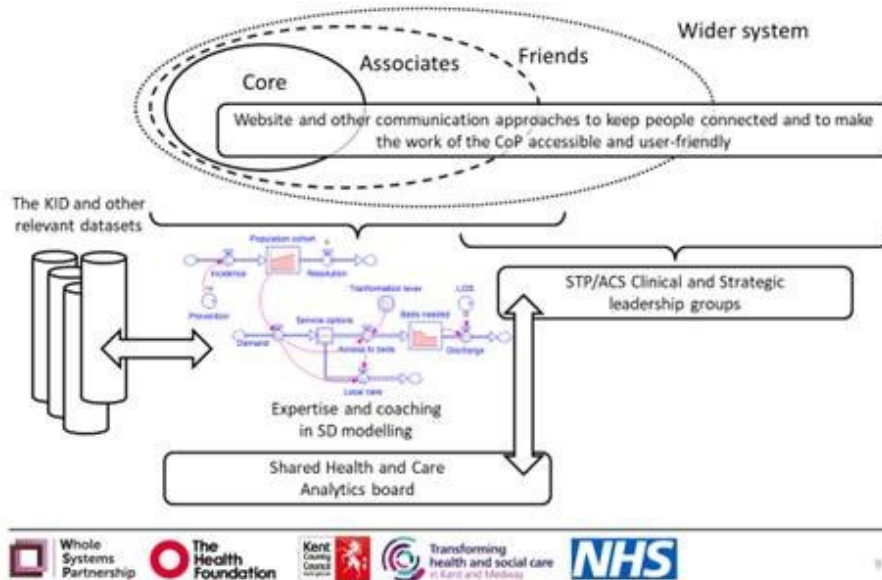 Wider system
Friends
Associates
Core
Website and other communication approaches to keep people connected and to make
the work of the CoP accessible and user-friendly
The KID and other
relevant datasets
Population cohort
Incidence
Resolution
Prevention
Tranformation lever
LOS
Service options
Beds needed
Demand
Access to beds
Discharge
Local care
STP/ACS Clinical and Strategic
leadership groups
Expertise and coaching
in SD modelling
Shared Health and Care
Analytics board
Whole
Systems
Partnership
The
Health
Foundation
Kent
County
Council
Transforming
health and social care
in Kent and Medway
NHS